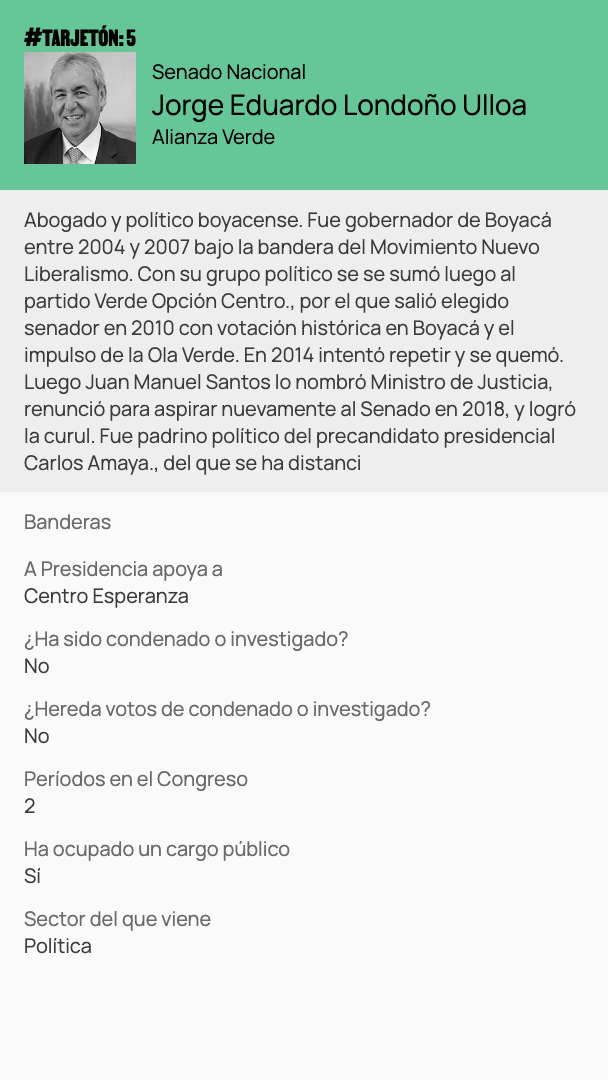 #TARJETÓN: 5
Senado Nacional
Jorge Eduardo Londoño Ulloa
Alianza Verde
Abogado y político boyacense. Fue gobernador de Boyacá
entre 2004 y 2007 bajo la bandera del Movimiento Nuevo
Liberalismo. Con su grupo político se se sumó luego al
partido Verde Opción Centro., por el que salió elegido
senador en 2010 con votación histórica en Boyacá y el
impulso de la Ola Verde. En 2014 intentó repetir y se quemó.
Luego Juan Manuel Santos lo nombró Ministro de Justicia,
renunció para aspirar nuevamente al Senado en 2018, y logró
la curul. Fue padrino político del precandidato presidencial
Carlos Amaya., del que se ha distanci
Banderas
A Presidencia apoya a
Centro Esperanza
¿Ha sido condenado o investigado?
No
¿Hereda votos de condenado o investigado?
No
Períodos en el Congreso
2
Ha ocupado un cargo público
Sí
Sector del que viene
Política